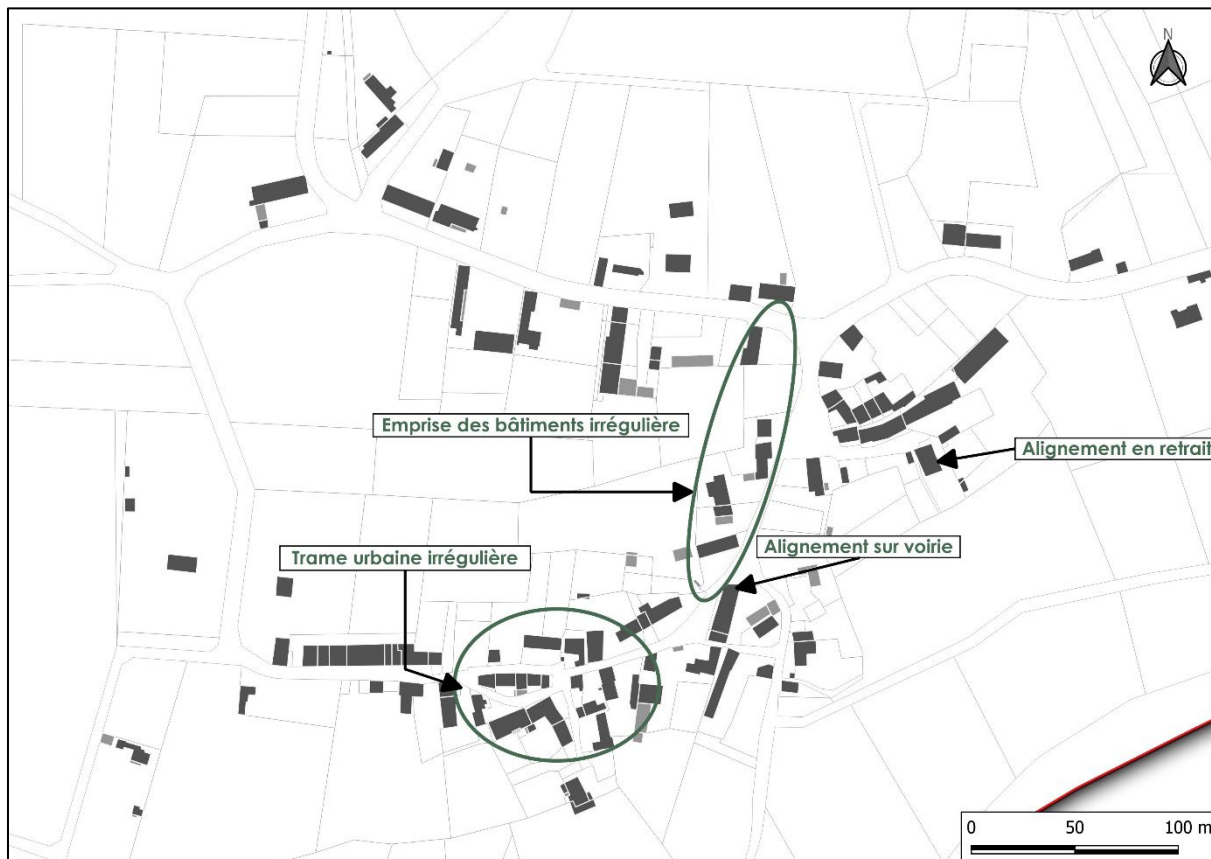 N
Emprise des bâtiments irrégulière
Alignement en retrait
Alignement sur voirie
Trame urbaine irrégulière
0 50 100 m